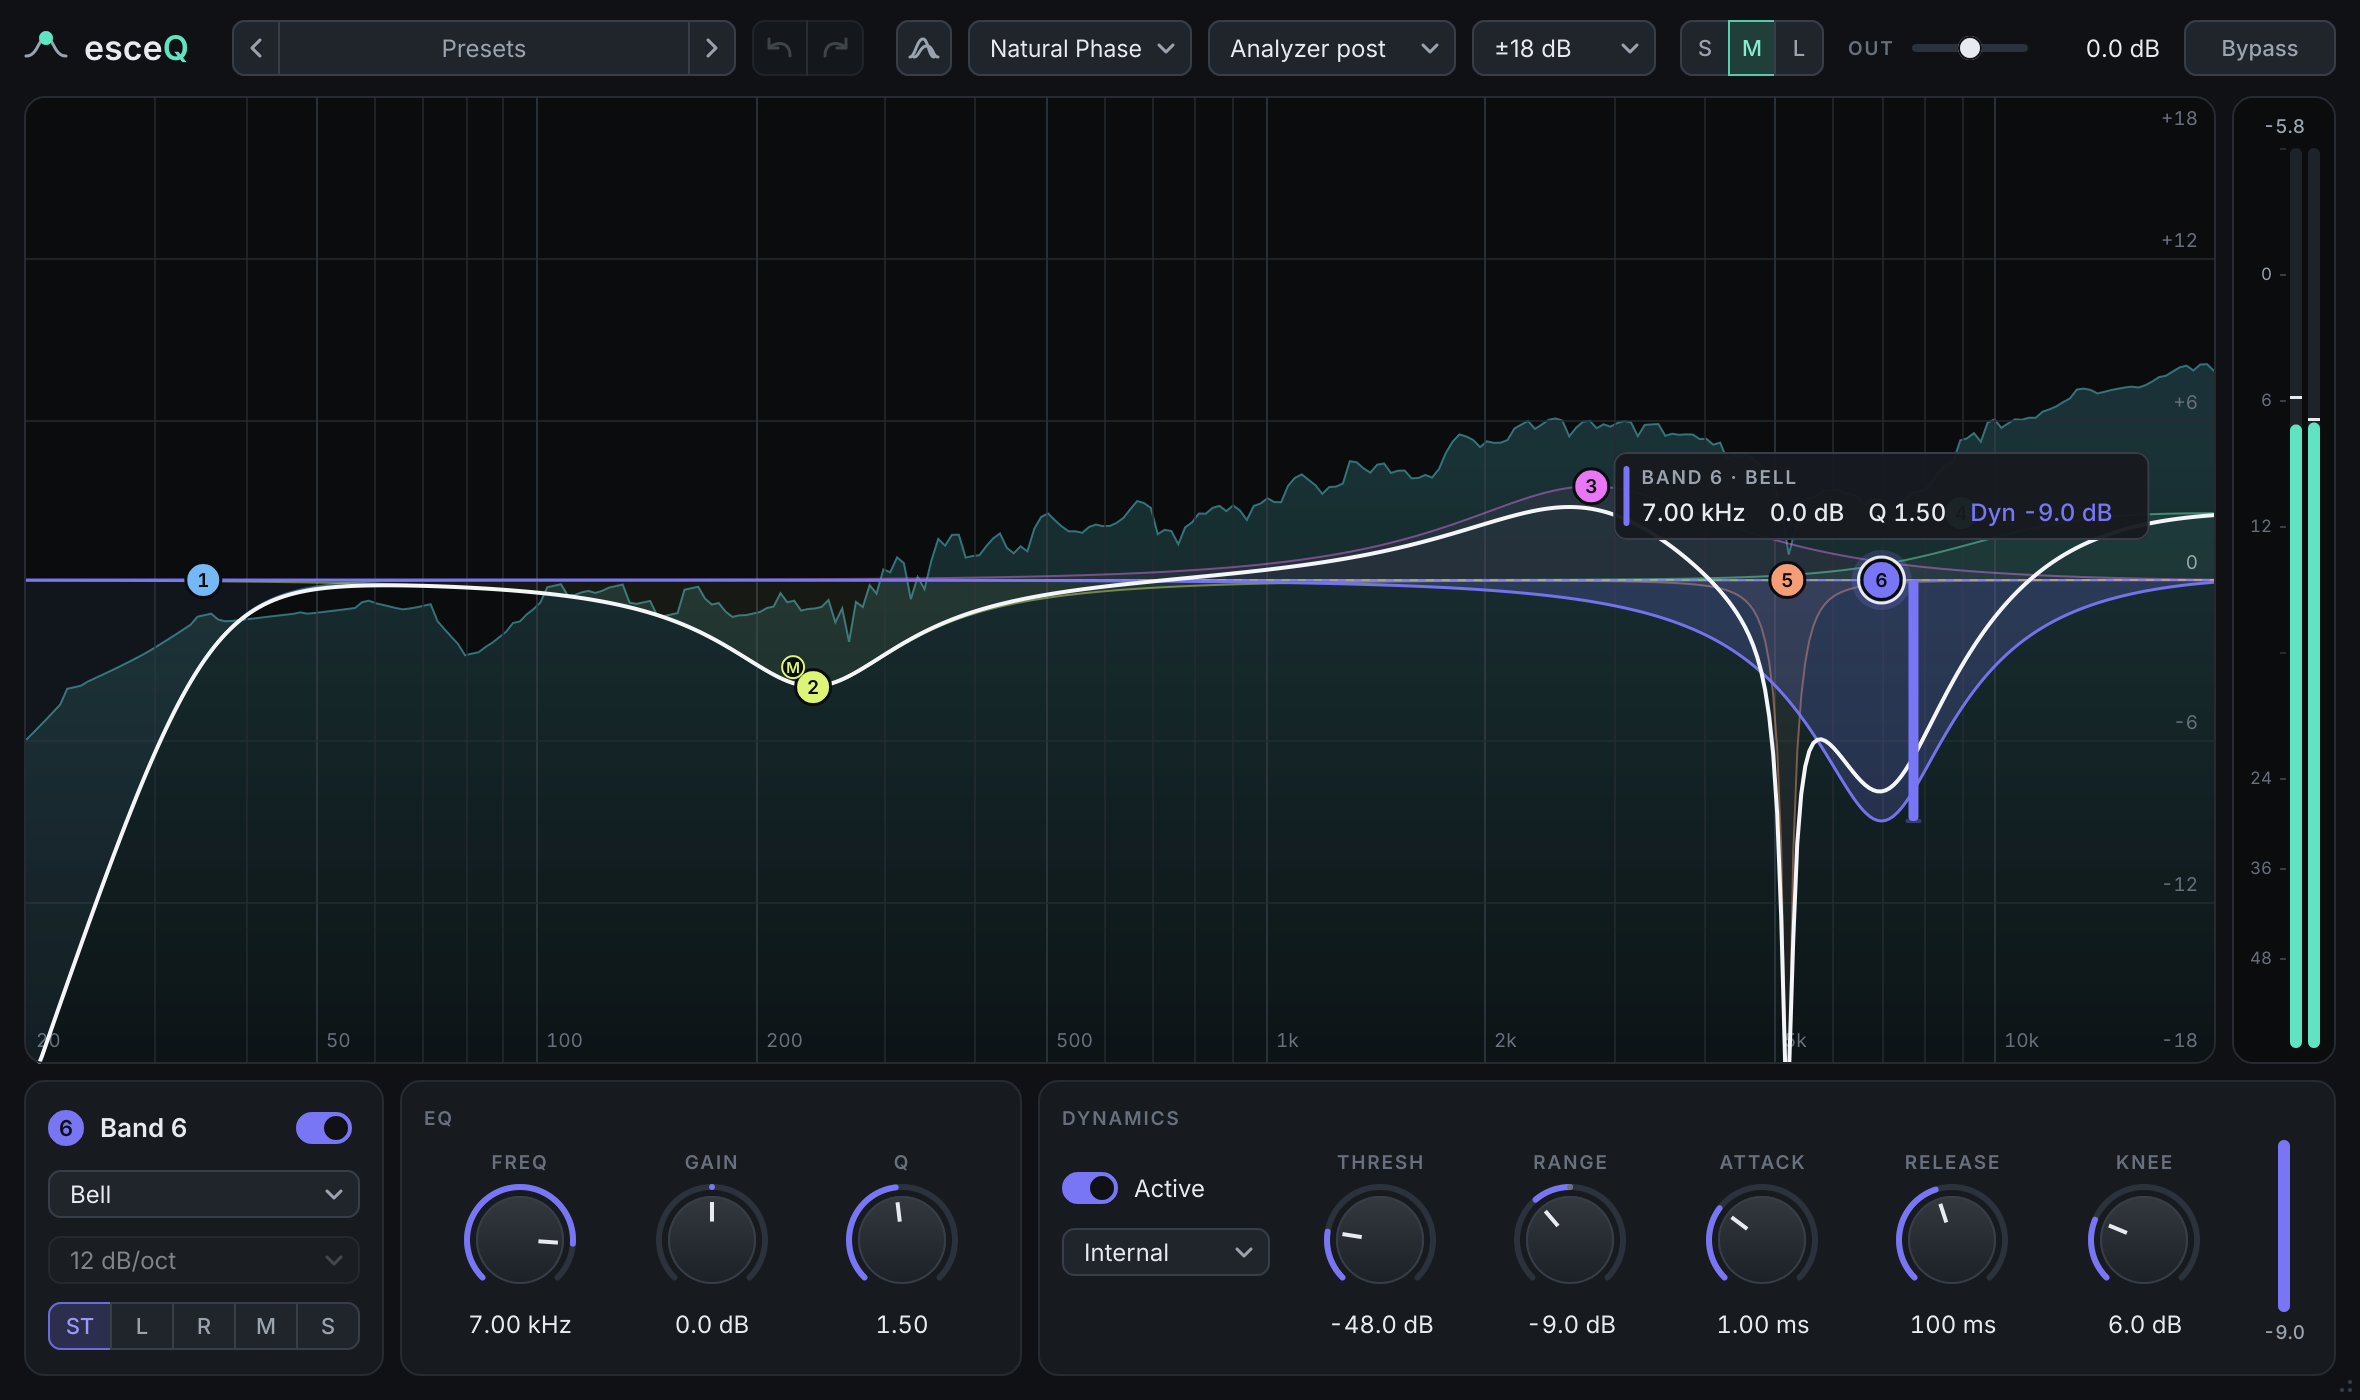 esceQ
Presets
Natural Phase
Analyzer post
±18 dB
S M L
OUT
0.0 dB
Bypass
+18
+12
+6
0
-6
-12
-18
-5.8
0
6
12
24
36
48
1
M
2
3
5
6
BAND 6 · BELL
7.00 kHz 0.0 dB Q 1.50 Dyn -9.0 dB
20 50 100 200 500 1k 2k 5k 10k
6 Band 6
Bell
12 dB/oct
ST L R M S
EQ
FREQ GAIN Q
7.00 kHz 0.0 dB 1.50
DYNAMICS
Active
Internal
THRESH RANGE ATTACK RELEASE KNEE
-48.0 dB -9.0 dB 1.00 ms 100 ms 6.0 dB
-9.0